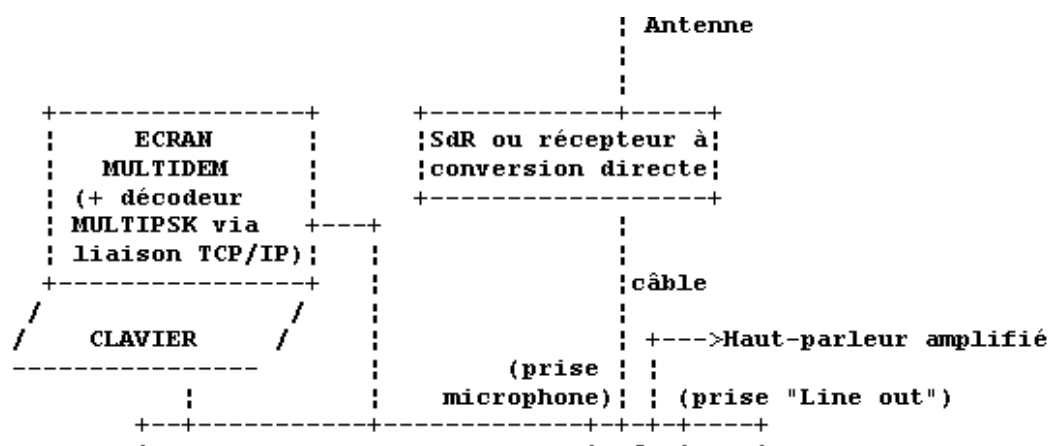 Antenne
ECRAN
MULTIDEM
(+ décodeur
MULTIPSK via
liaison TCP/IP)
SdR ou récepteur à
conversion directe
câble
CLAVIER
Haut-parleur amplifié
(prise
microphone)
(prise "Line out")